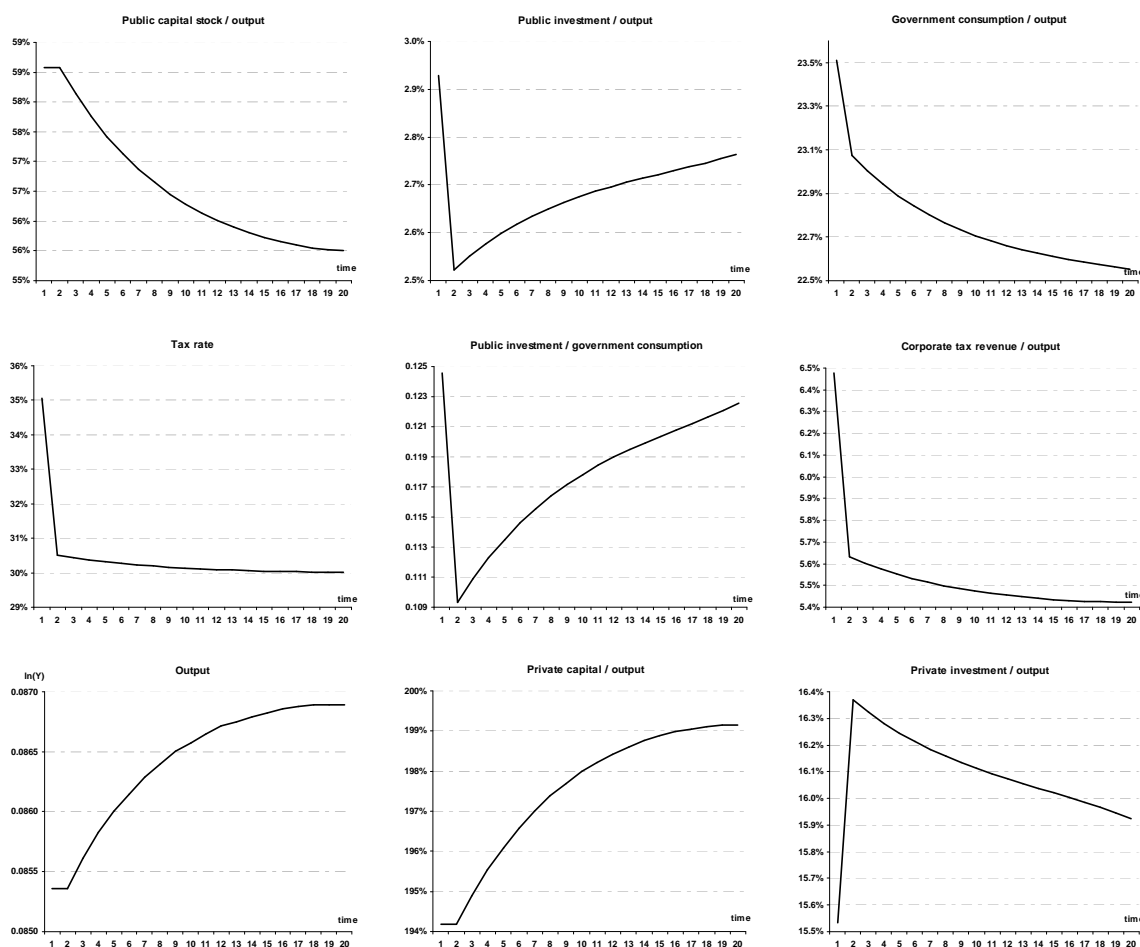 Public capital stock / output
59%
59%
58%
58%
57%
57%
56%
56%
55%
time
1 2 3 4 5 6 7 8 9 10 11 12 13 14 15 16 17 18 19 20
Public investment / output
3.0%
2.9%
2.8%
2.7%
2.6%
2.5%
time
1 2 3 4 5 6 7 8 9 10 11 12 13 14 15 16 17 18 19 20
Government consumption / output
23.5%
23.3%
23.1%
22.9%
22.7%
22.5%
time
1 2 3 4 5 6 7 8 9 10 11 12 13 14 15 16 17 18 19 20
Tax rate
36%
35%
34%
33%
32%
31%
30%
29%
time
1 2 3 4 5 6 7 8 9 10 11 12 13 14 15 16 17 18 19 20
Public investment / government consumption
0.125
0.123
0.121
0.119
0.117
0.115
0.113
0.111
0.109
time
1 2 3 4 5 6 7 8 9 10 11 12 13 14 15 16 17 18 19 20
Corporate tax revenue / output
6.5%
6.4%
6.3%
6.2%
6.1%
6.0%
5.9%
5.8%
5.7%
5.6%
5.5%
5.4%
time
1 2 3 4 5 6 7 8 9 10 11 12 13 14 15 16 17 18 19 20
Output
ln(Y)
0.0870
0.0865
0.0860
0.0855
0.0850
time
1 2 3 4 5 6 7 8 9 10 11 12 13 14 15 16 17 18 19 20
Private capital / output
200%
199%
198%
197%
196%
195%
194%
time
1 2 3 4 5 6 7 8 9 10 11 12 13 14 15 16 17 18 19 20
Private investment / output
16.4%
16.3%
16.2%
16.1%
16.0%
15.9%
15.8%
15.7%
15.6%
15.5%
time
1 2 3 4 5 6 7 8 9 10 11 12 13 14 15 16 17 18 19 20